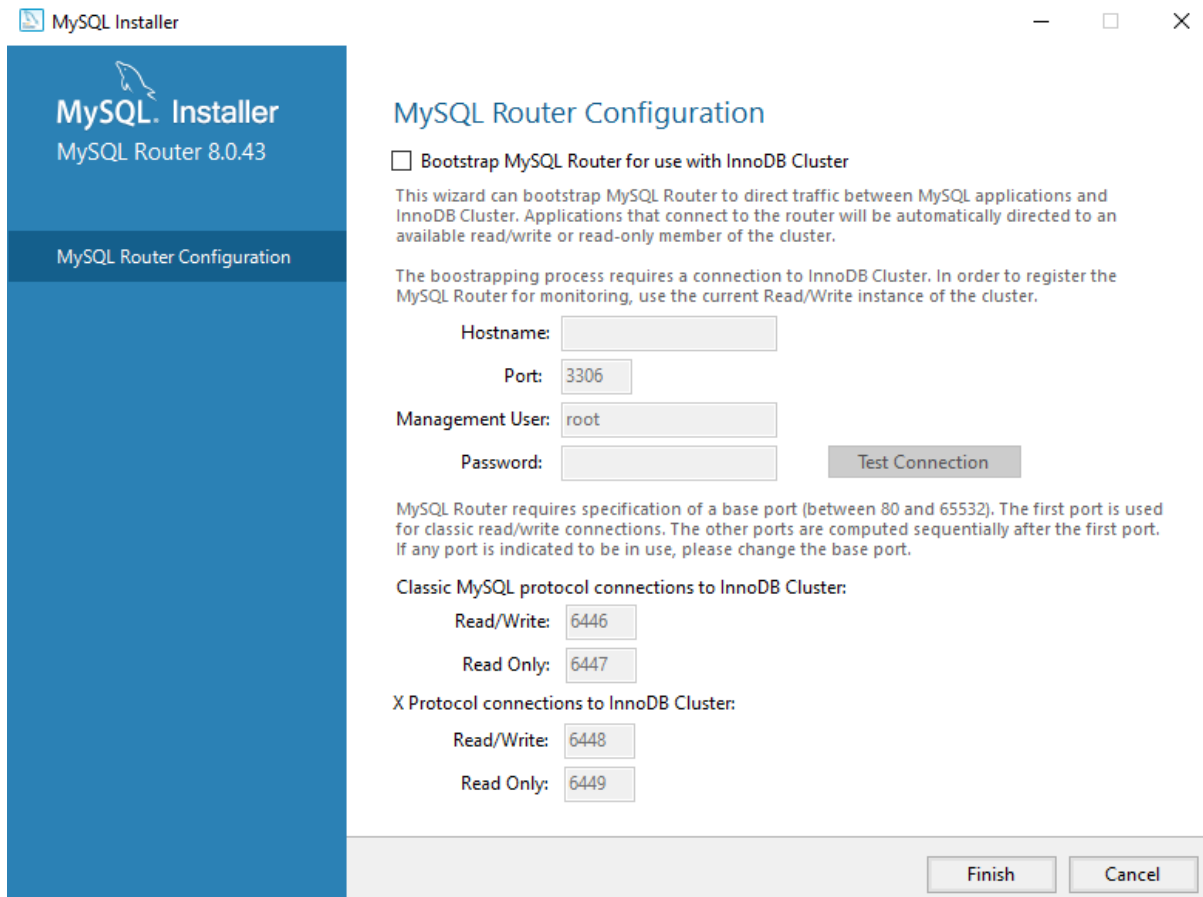 MySQL Installer
MySQL. Installer
MySQL Router 8.0.43
MySQL Router Configuration
MySQL Router Configuration
Bootstrap MySQL Router for use with InnoDB Cluster
This wizard can bootstrap MySQL Router to direct traffic between MySQL applications and
InnoDB Cluster. Applications that connect to the router will be automatically directed to an
available read/write or read-only member of the cluster.
The boostrapping process requires a connection to InnoDB Cluster. In order to register the
MySQL Router for monitoring, use the current Read/Write instance of the cluster.
Hostname:
Port: 3306
Management User: root
Password: Test Connection
MySQL Router requires specification of a base port (between 80 and 65532). The first port is used
for classic read/write connections. The other ports are computed sequentially after the first port.
If any port is indicated to be in use, please change the base port.
Classic MySQL protocol connections to InnoDB Cluster:
Read/Write: 6446
Read Only: 6447
X Protocol connections to InnoDB Cluster:
Read/Write: 6448
Read Only: 6449
Finish Cancel